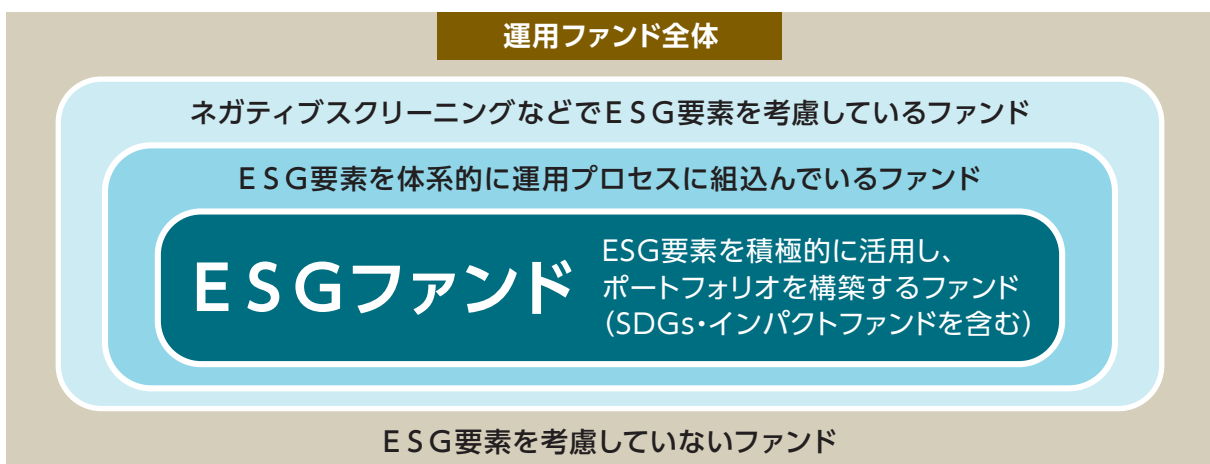 運用ファンド全体
ネガティブスクリーニングなどでESG要素を考慮しているファンド
ESG要素を体系的に運用プロセスに組込んでいるファンド
ESGファンド
ESG要素を積極的に活用し、
ポートフォリオを構築するファンド
(SDGs・インパクトファンドを含む)
ESG要素を考慮していないファンド